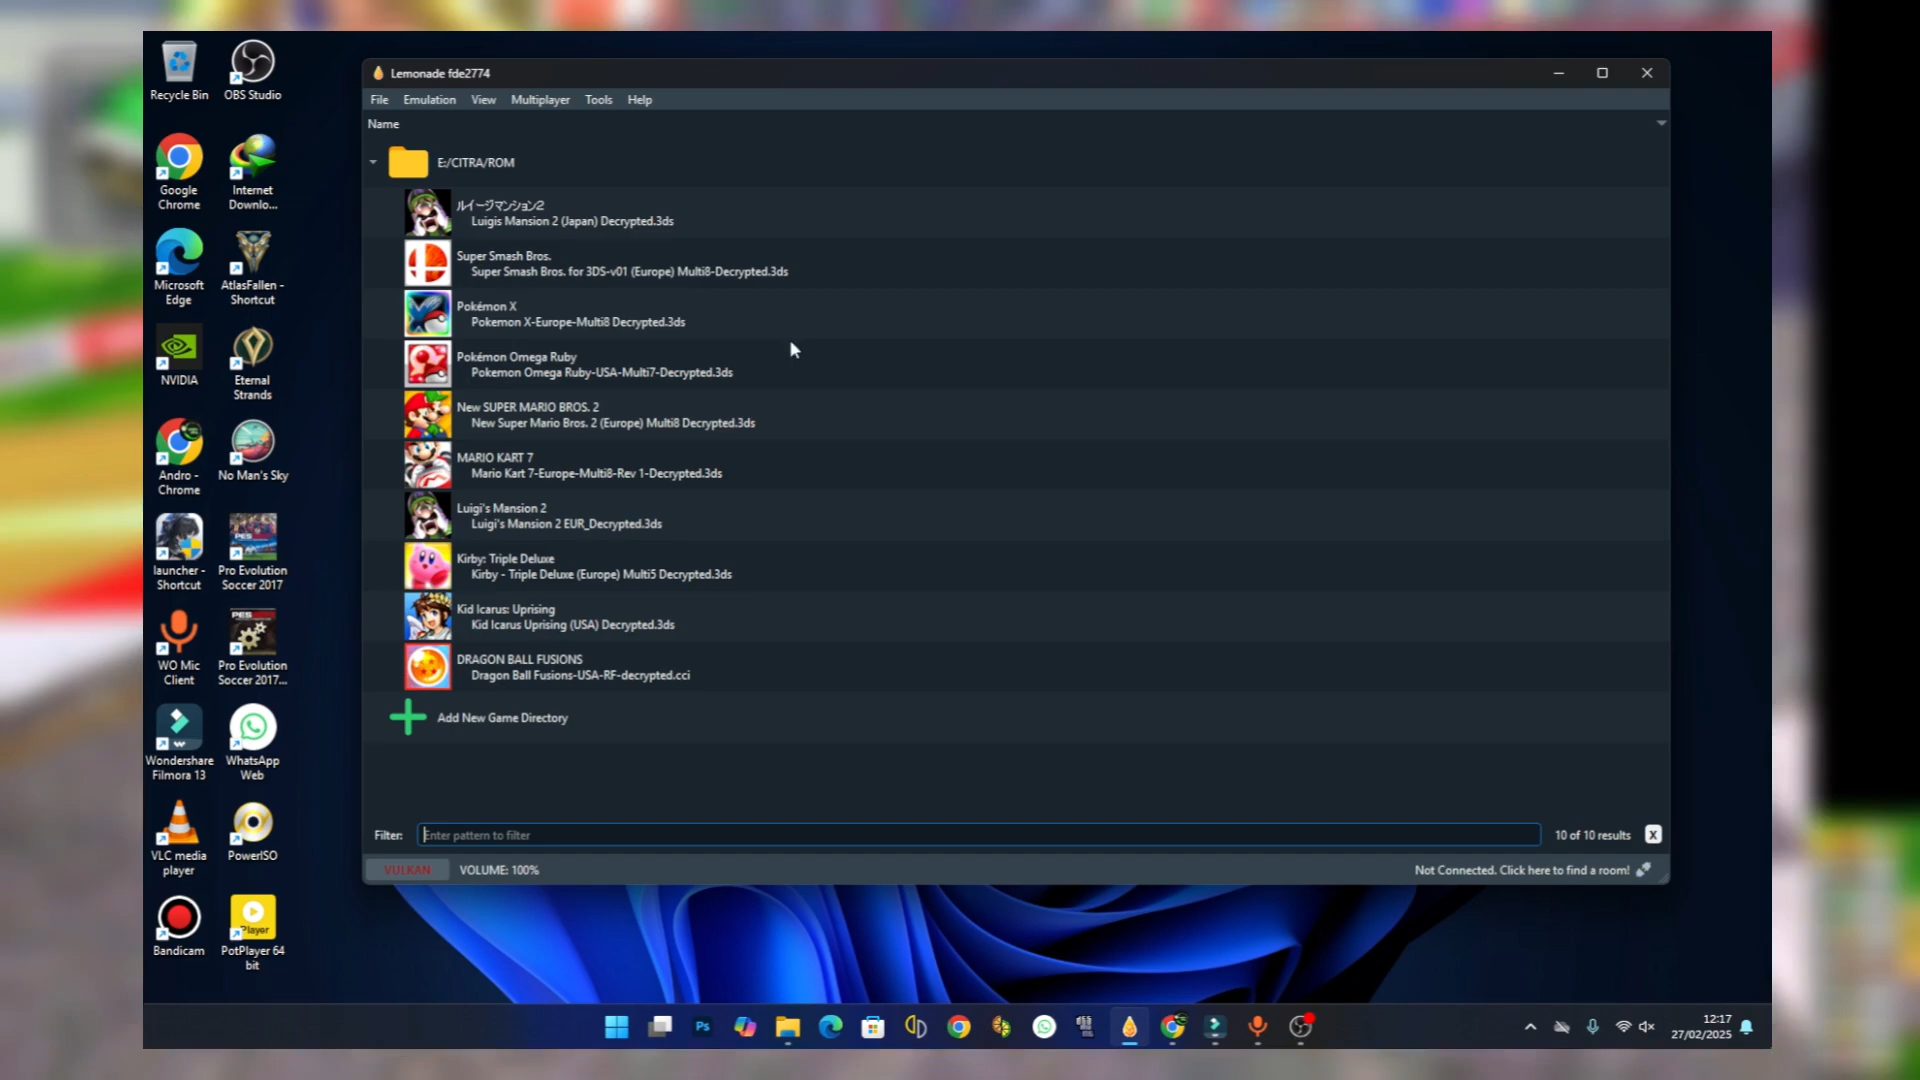 Recycle Bin
OBS Studio
Google
Chrome
Internet
Downlo...
Microsoft
Edge
AtlasFallen -
Shortcut
NVIDIA
Eternal
Strands
Andro -
Chrome
No Man's Sky
launcher -
Shortcut
Pro Evolution
Soccer 2017
WO Mic
Client
Pro Evolution
Soccer 2017...
Wondershare
Filmora 13
WhatsApp
Web
VLC media
player
PowerISO
Bandicam
Player
PotPlayer 64
bit
Lemonade fde2774
File Emulation View Multiplayer Tools Help
Name
E:/CITRA/ROM
ルイージマンション2
Luigis Mansion 2 (Japan) Decrypted.3ds
Super Smash Bros.
Super Smash Bros. for 3DS-v01 (Europe) Multi8-Decrypted.3ds
Pokémon X
Pokemon X-Europe-Multi8 Decrypted.3ds
Pokémon Omega Ruby
Pokemon Omega Ruby-USA-Multi7-Decrypted.3ds
New SUPER MARIO BROS. 2
New Super Mario Bros. 2 (Europe) Multi8 Decrypted.3ds
MARIO KART 7
Mario Kart 7-Europe-Multi8-Rev 1-Decrypted.3ds
Luigi's Mansion 2
Luigi's Mansion 2 EUR_Decrypted.3ds
Kirby: Triple Deluxe
Kirby - Triple Deluxe (Europe) Multi5 Decrypted.3ds
Kid Icarus: Uprising
Kid Icarus Uprising (USA) Decrypted.3ds
DRAGON BALL FUSIONS
Dragon Ball Fusions-USA-RF-decrypted.cci
Add New Game Directory
Filter: Enter pattern to filter 10 of 10 results X
VULKAN VOLUME: 100% Not Connected. Click here to find a room!
Ps
12:17
27/02/2025